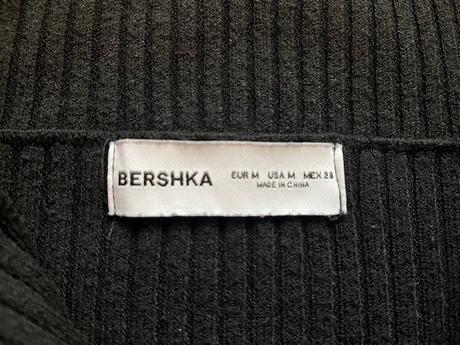 BERSHKA
EUR M USA M MEX 28
MADE IN CHINA